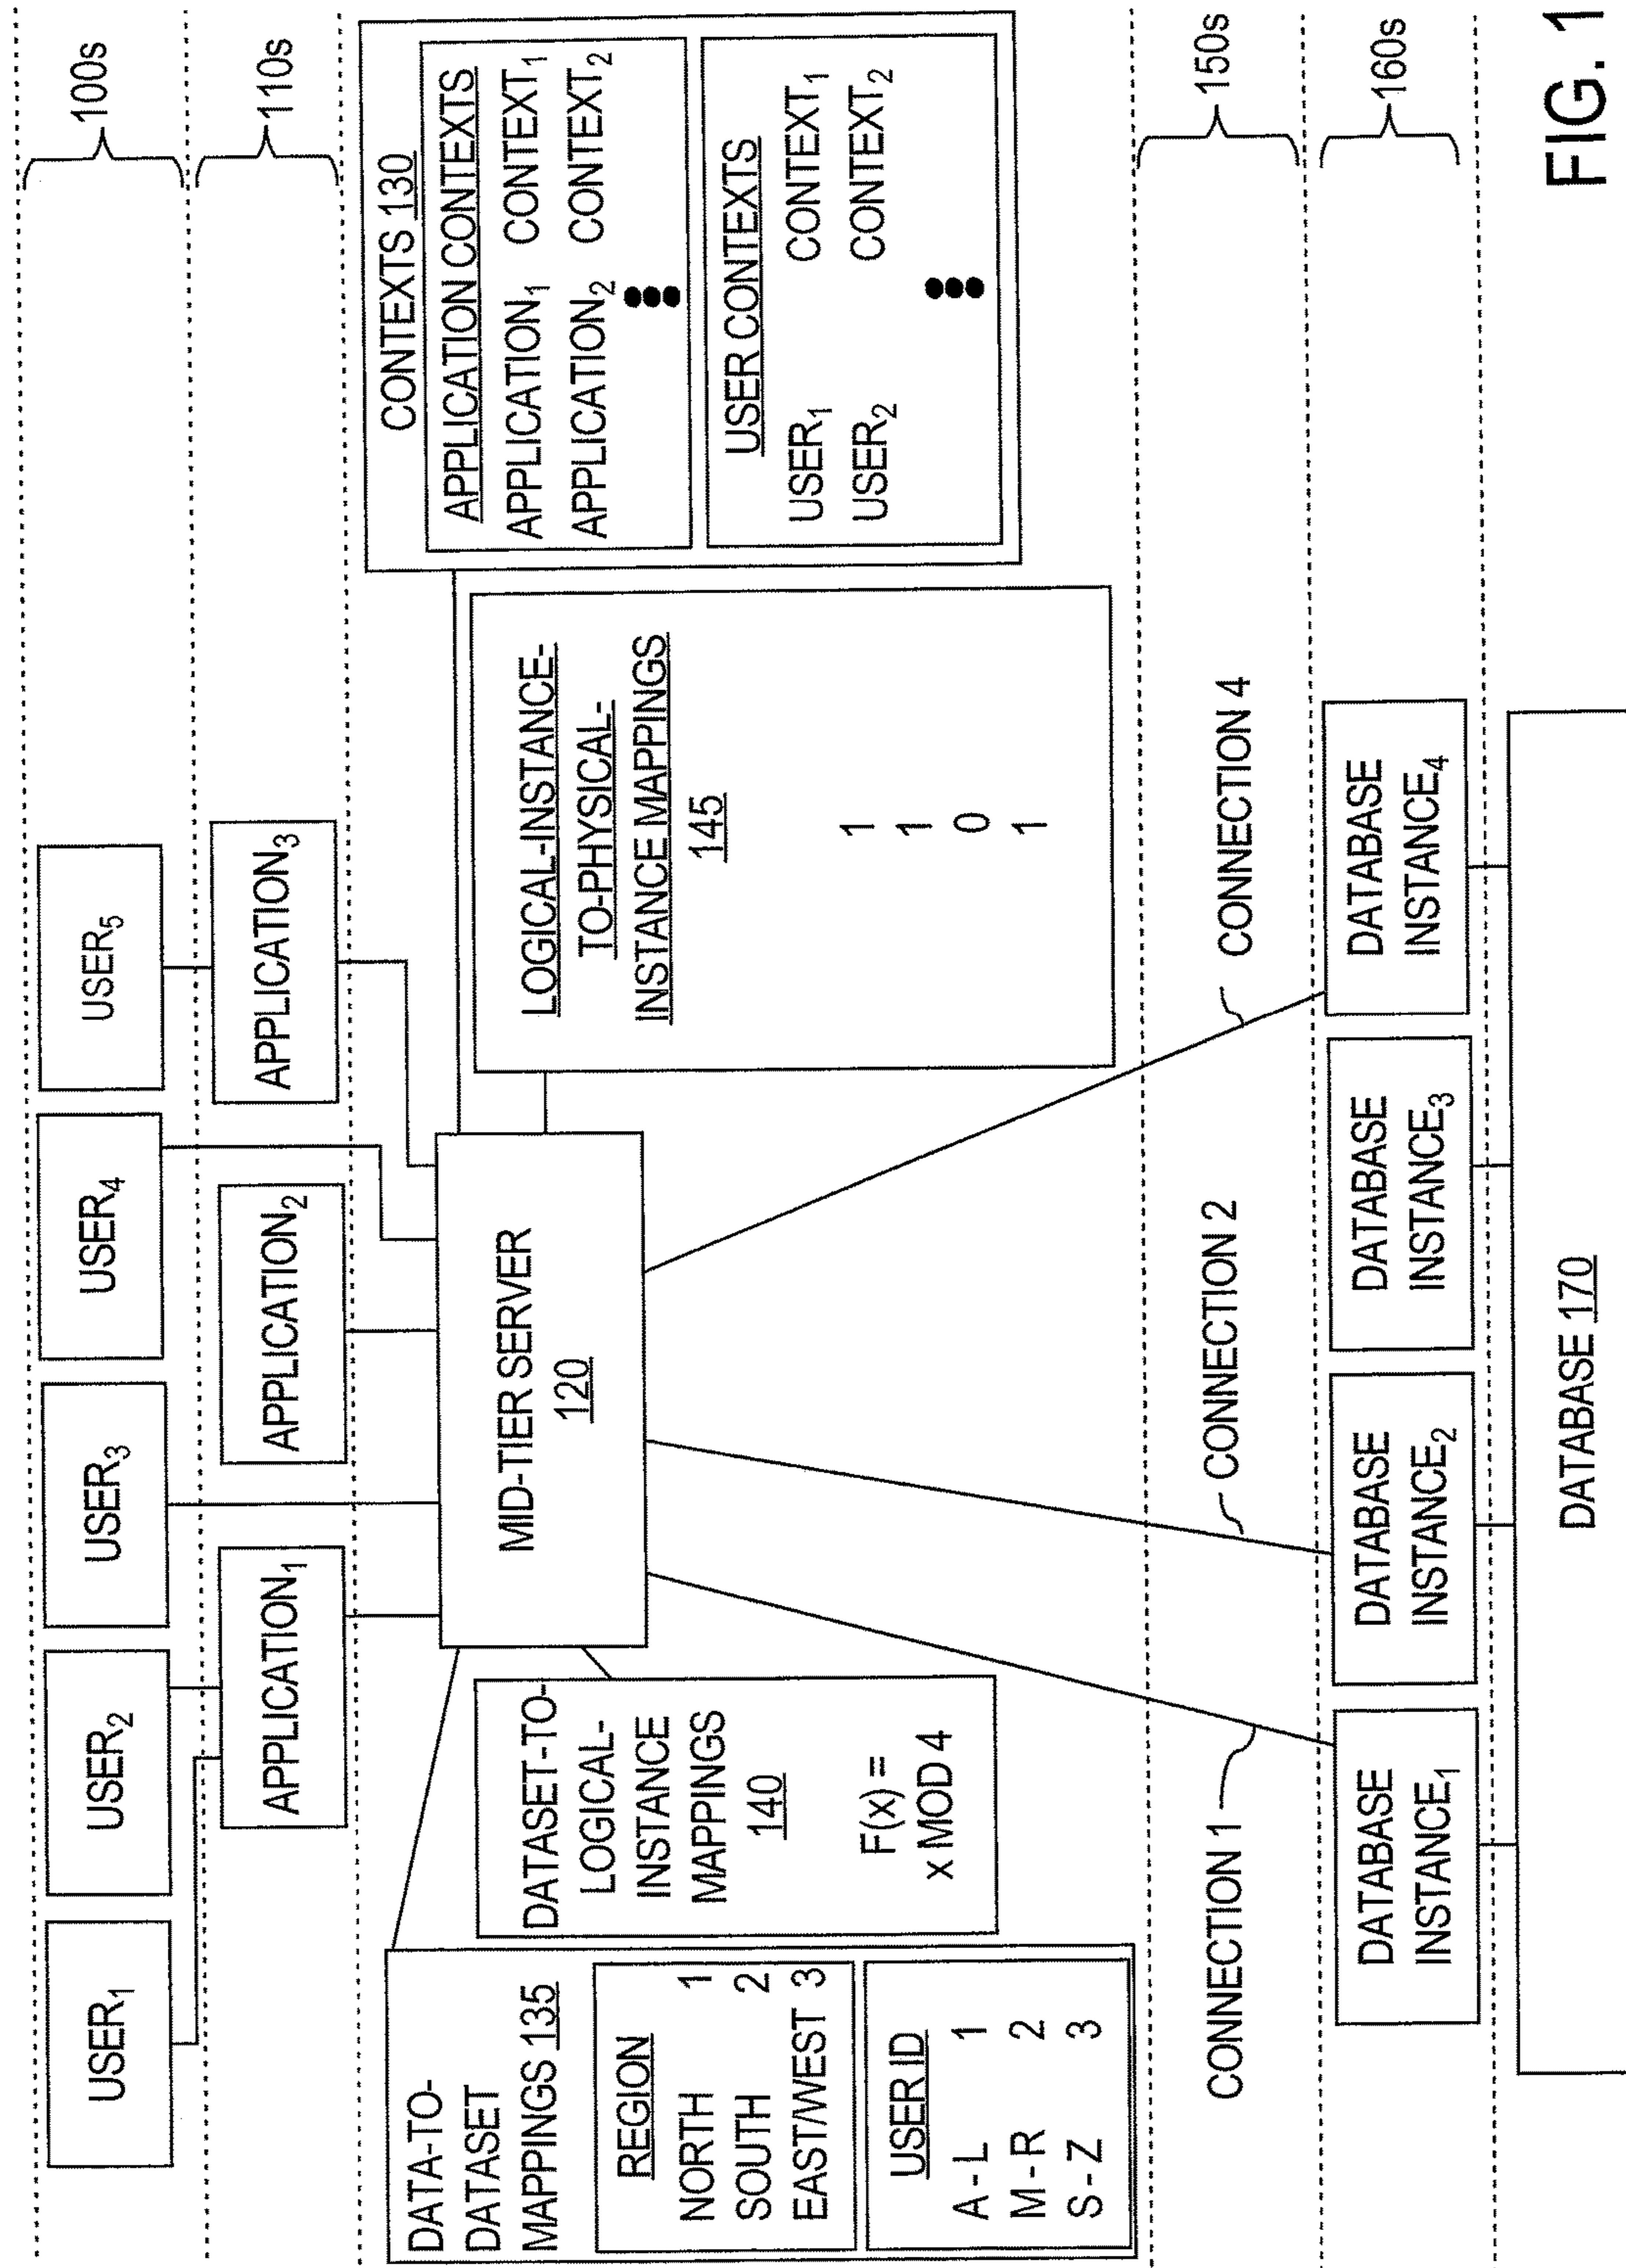 USER₁
USER₂
USER₃
USER₄
USER₅
100s
APPLICATION₁
APPLICATION₂
APPLICATION₃
110s
DATA-TO-
DATASET
MAPPINGS 135
REGION
NORTH 1
SOUTH 2
EAST/WEST 3
USER ID
A - L 1
M - R 2
S - Z 3
DATASET-TO-
LOGICAL-
INSTANCE
MAPPINGS
140
F(x) =
x MOD 4
MID-TIER SERVER
120
LOGICAL-INSTANCE-
TO-PHYSICAL-
INSTANCE MAPPINGS
145
1
1
0
1
CONTEXTS 130
APPLICATION CONTEXTS
APPLICATION₁ CONTEXT₁
APPLICATION₂ CONTEXT₂
USER CONTEXTS
USER₁ CONTEXT₁
USER₂ CONTEXT₂
CONNECTION 1
CONNECTION 2
CONNECTION 4
150s
DATABASE
INSTANCE₁
DATABASE
INSTANCE₂
DATABASE
INSTANCE₃
DATABASE
INSTANCE₄
160s
DATABASE 170
FIG. 1